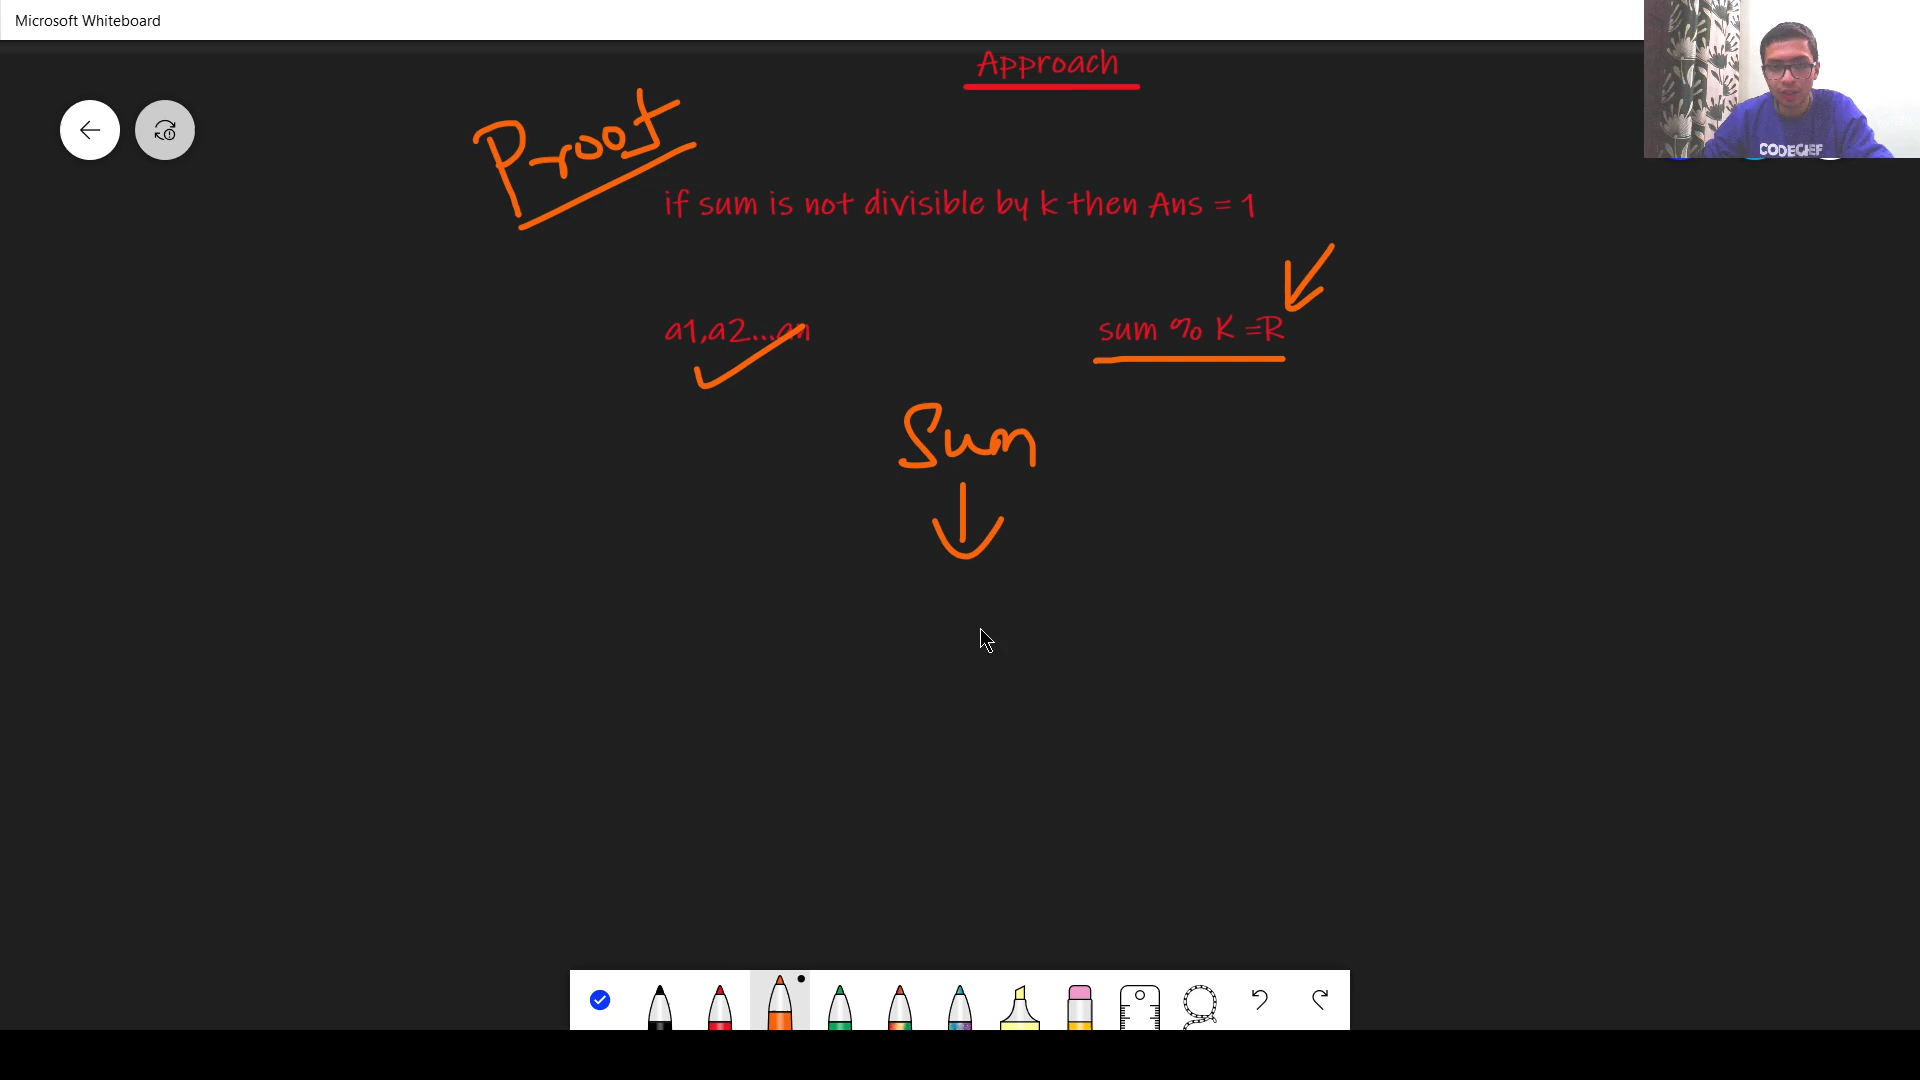 Microsoft Whiteboard
Approach
Proof
if sum is not divisible by k then Ans = 1
a1,a2...an
sum % K =R
Sum
CODECHEF